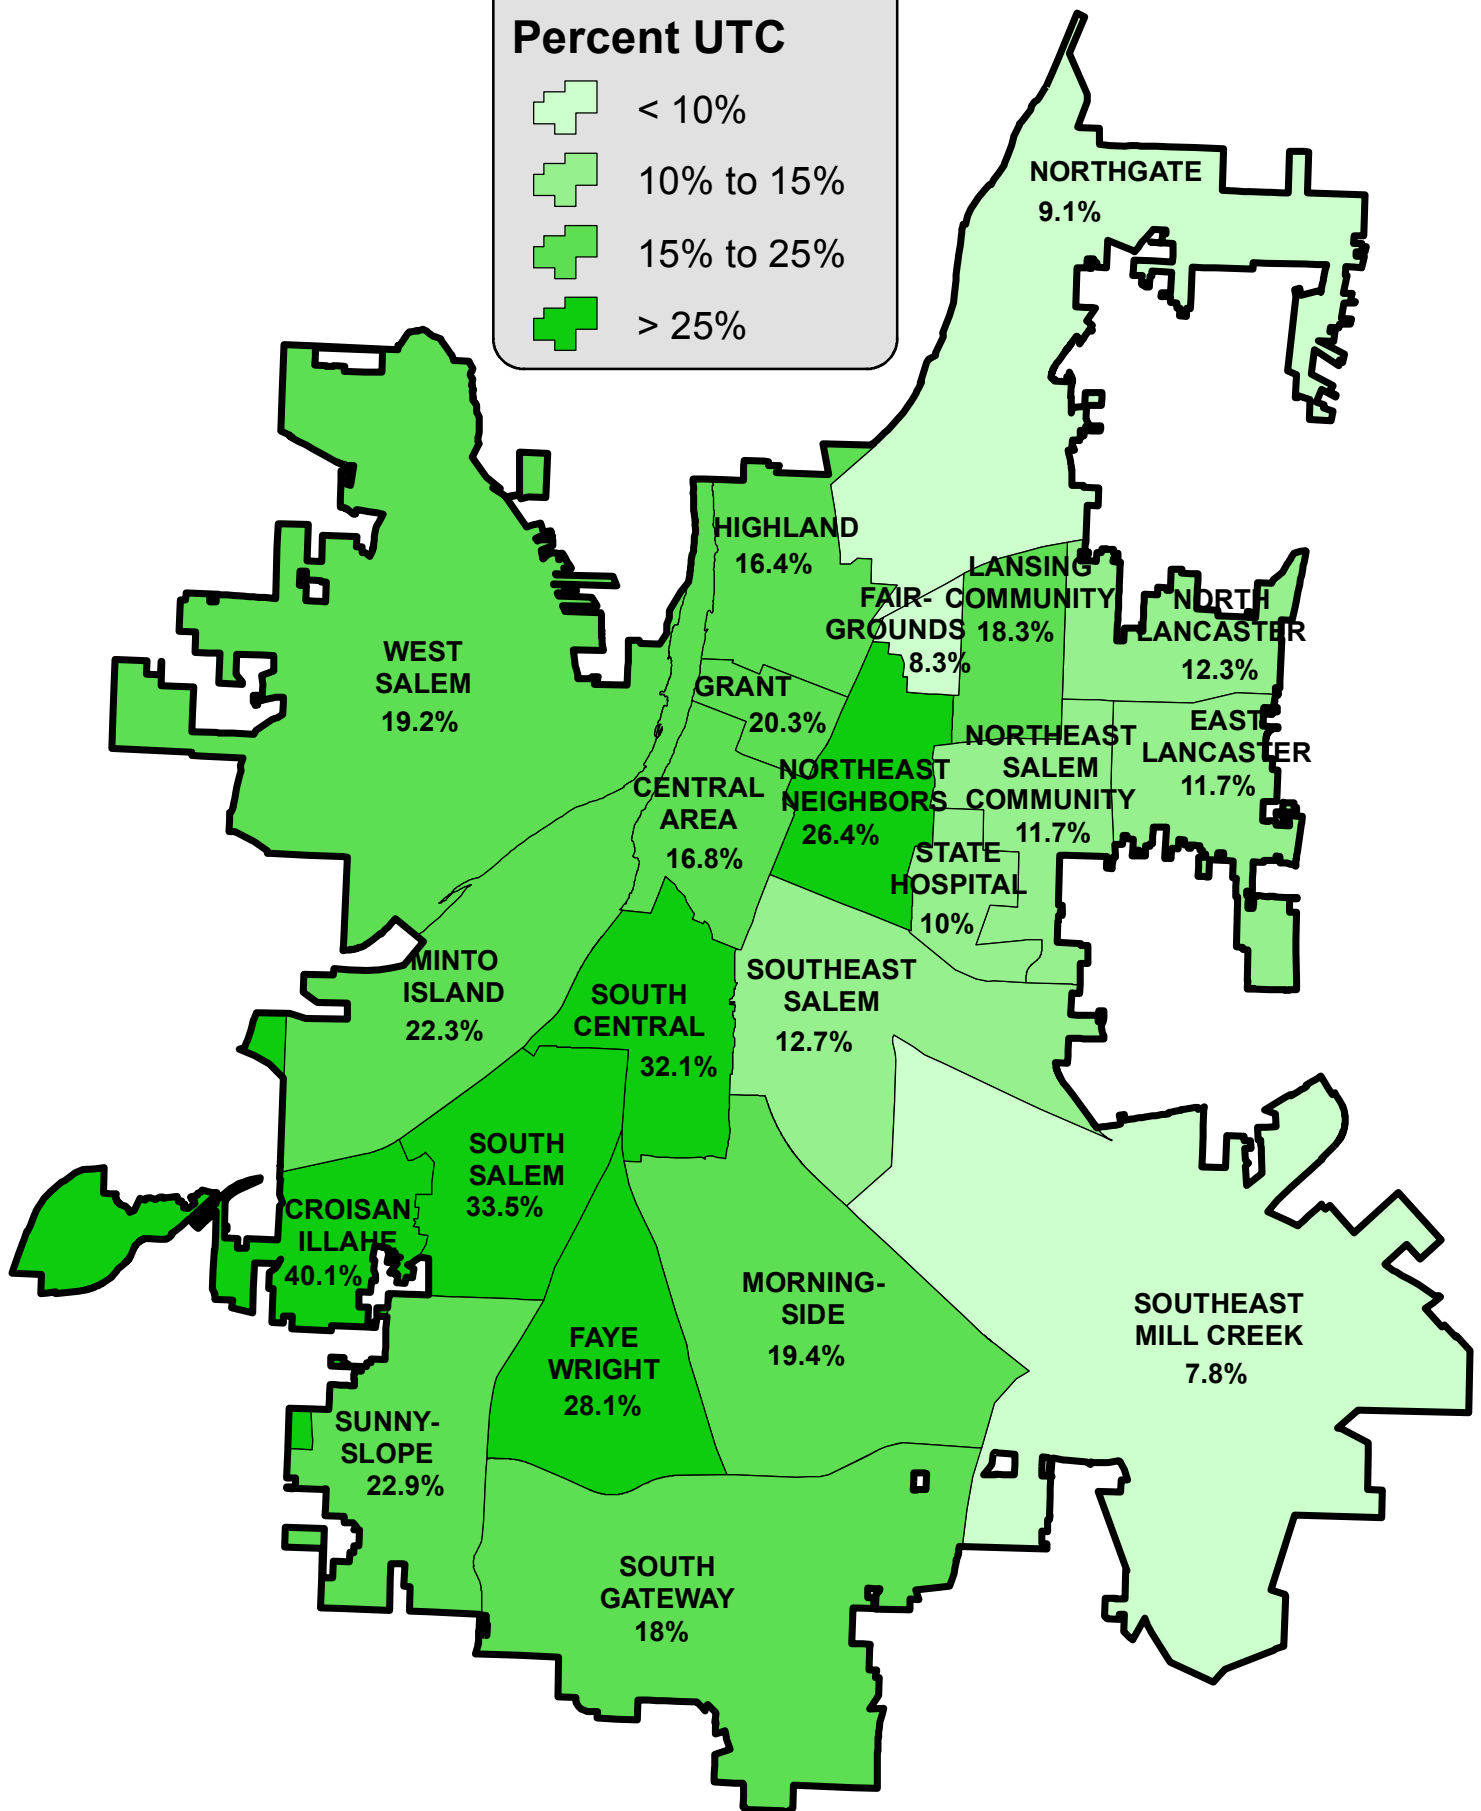 Percent UTC
< 10%
10% to 15%
15% to 25%
> 25%
NORTHGATE
9.1%
HIGHLAND
16.4%
LANSING
COMMUNITY
18.3%
FAIR-
GROUNDS
8.3%
NORTH
LANCASTER
12.3%
WEST
SALEM
19.2%
GRANT
20.3%
EAST
LANCASTER
11.7%
NORTHEAST
SALEM
COMMUNITY
11.7%
NORTHEAST
NEIGHBORS
26.4%
CENTRAL
AREA
16.8%
STATE
HOSPITAL
10%
MINTO
ISLAND
22.3%
SOUTH
CENTRAL
32.1%
SOUTHEAST
SALEM
12.7%
SOUTH
SALEM
33.5%
CROISAN
ILLAHE
40.1%
MORNING-
SIDE
19.4%
SOUTHEAST
MILL CREEK
7.8%
FAYE
WRIGHT
28.1%
SUNNY-
SLOPE
22.9%
SOUTH
GATEWAY
18%